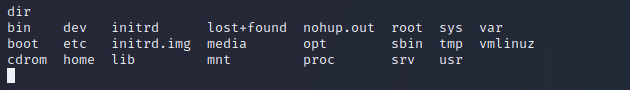 dir
bin dev initrd lost+found nohup.out root sys var
boot etc initrd.img media opt sbin tmp vmlinuz
cdrom home lib mnt proc srv usr